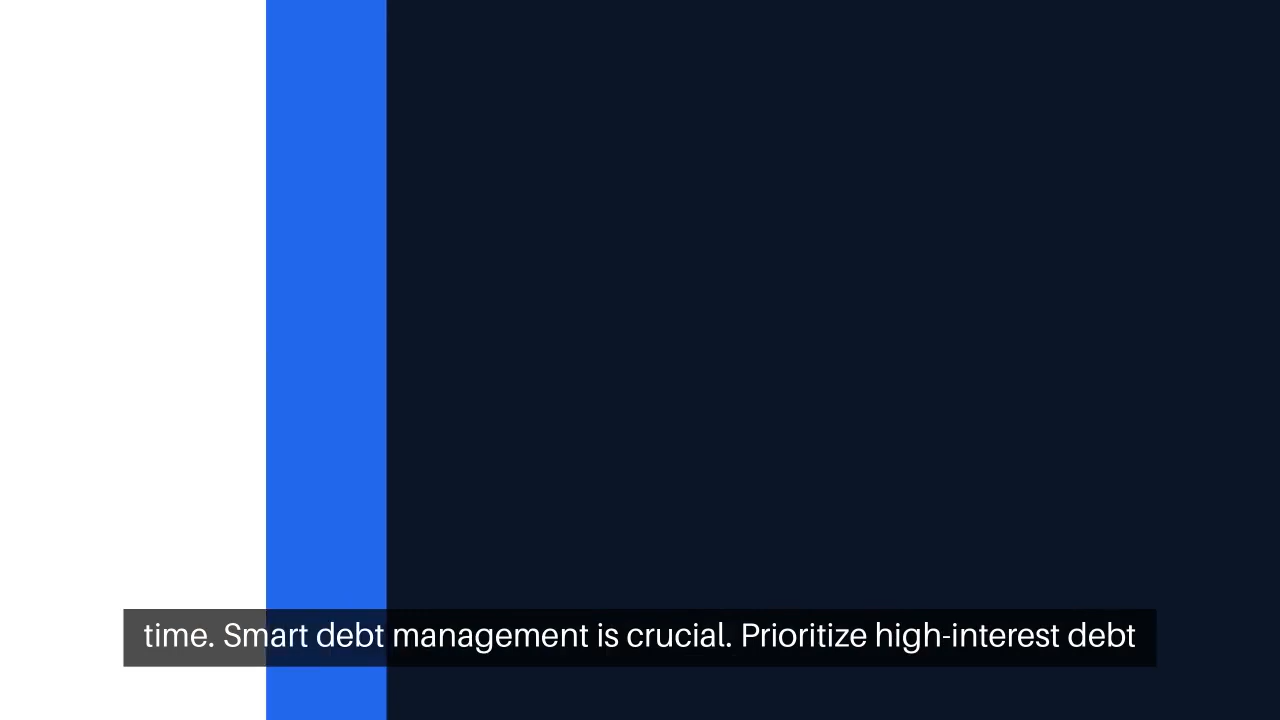 time. Smart debt management is crucial. Prioritize high-interest debt